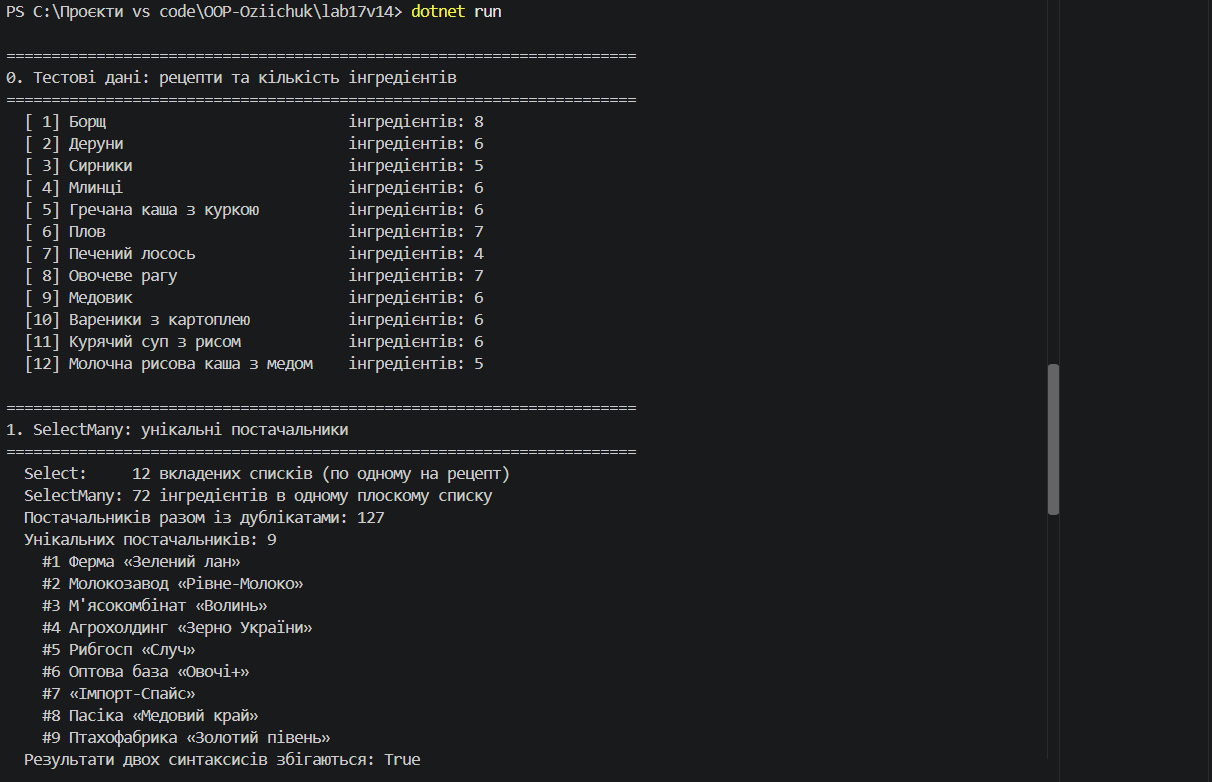 PS C:\Проєкти vs code\OOP-Oziichuk\lab17v14> dotnet run
======================================================================
0. Тестові дані: рецепти та кількість інгредієнтів
======================================================================
[ 1] Борщ інгредієнтів: 8
[ 2] Деруни інгредієнтів: 6
[ 3] Сирники інгредієнтів: 5
[ 4] Млинці інгредієнтів: 6
[ 5] Гречана каша з куркою інгредієнтів: 6
[ 6] Плов інгредієнтів: 7
[ 7] Печений лосось інгредієнтів: 4
[ 8] Овочеве рагу інгредієнтів: 7
[ 9] Медовик інгредієнтів: 6
[10] Вареники з картоплею інгредієнтів: 6
[11] Курячий суп з рисом інгредієнтів: 6
[12] Молочна рисова каша з медом інгредієнтів: 5
======================================================================
1. SelectMany: унікальні постачальники
======================================================================
Select: 12 вкладених списків (по одному на рецепт)
SelectMany: 72 інгредієнтів в одному плоскому списку
Постачальників разом із дублікатами: 127
Унікальних постачальників: 9
#1 Ферма «Зелений лан»
#2 Молокозавод «Рівне-Молоко»
#3 М'ясокомбінат «Волинь»
#4 Агрохолдинг «Зерно України»
#5 Рибгосп «Случ»
#6 Оптова база «Овочі+»
#7 «Імпорт-Спайс»
#8 Пасіка «Медовий край»
#9 Птахофабрика «Золотий півень»
Результати двох синтаксисів збігаються: True